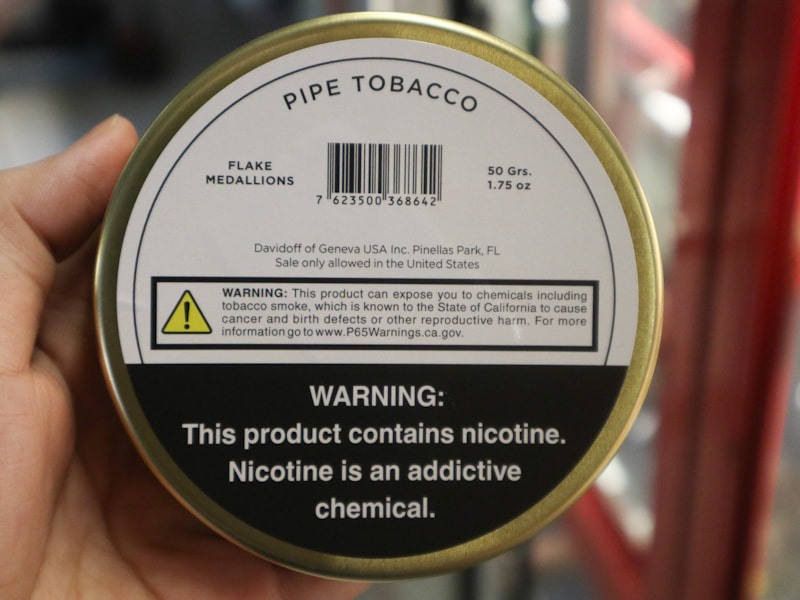 PIPE TOBACCO
FLAKE
MEDALLIONS
50 Grs.
1.75 oz
7 623500 368642
Davidoff of Geneva USA Inc. Pinellas Park, FL
Sale only allowed in the United States
WARNING: This product can expose you to chemicals including
tobacco smoke, which is known to the State of California to cause
cancer and birth defects or other reproductive harm. For more
information go to www.P65Warnings.ca.gov.
WARNING:
This product contains nicotine.
Nicotine is an addictive
chemical.